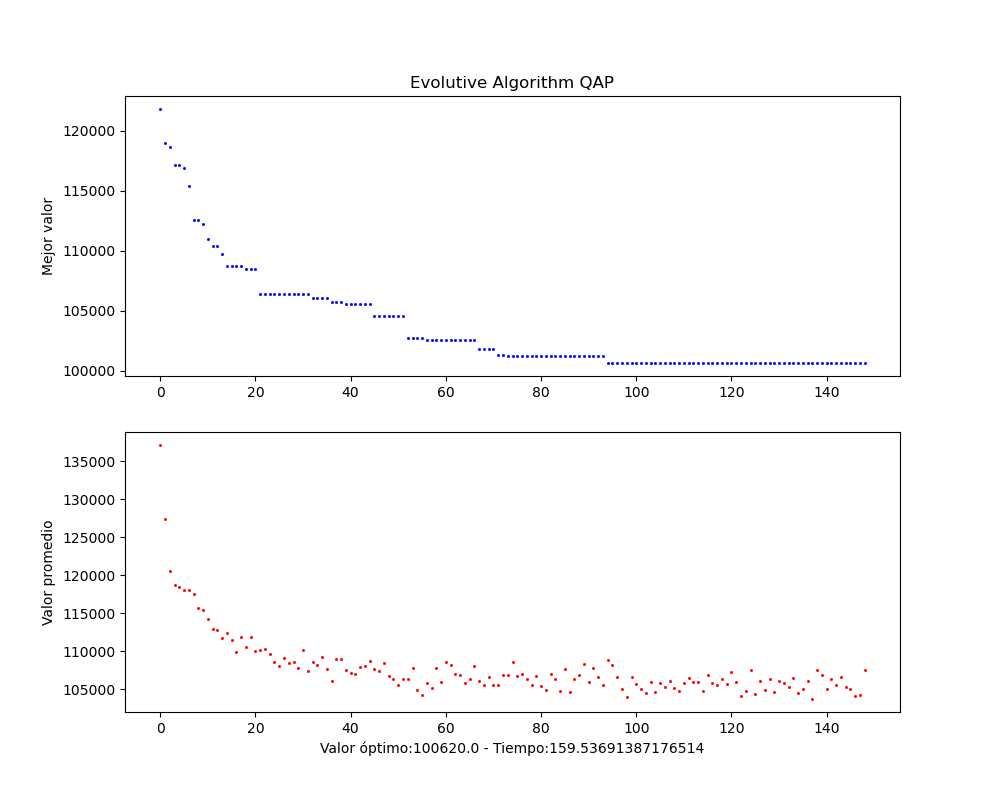 Evolutive Algorithm QAP
Mejor valor
120000
115000
110000
105000
100000
0 20 40 60 80 100 120 140
Valor promedio
135000
130000
125000
120000
115000
110000
105000
0 20 40 60 80 100 120 140
Valor óptimo:100620.0 - Tiempo:159.53691387176514